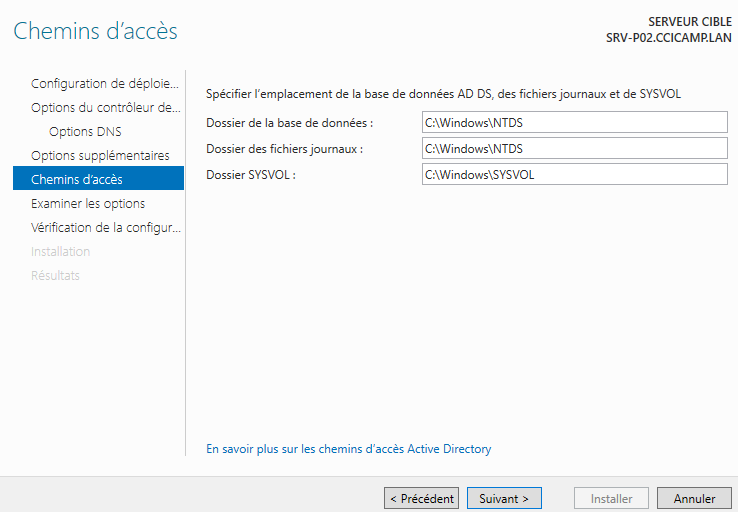 Chemins d’accès
SERVEUR CIBLE
SRV-P02.CCICAMP.LAN
Configuration de déploie...
Options du contrôleur de...
Options DNS
Options supplémentaires
Chemins d’accès
Examiner les options
Vérification de la configur...
Installation
Résultats
Spécifier l’emplacement de la base de données AD DS, des fichiers journaux et de SYSVOL
Dossier de la base de données : C:\Windows\NTDS
Dossier des fichiers journaux : C:\Windows\NTDS
Dossier SYSVOL : C:\Windows\SYSVOL
En savoir plus sur les chemins d’accès Active Directory
< Précédent Suivant > Installer Annuler